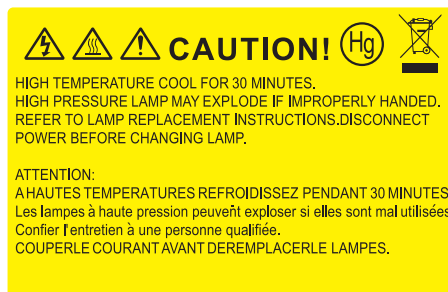 CAUTION! Hg
HIGH TEMPERATURE COOL FOR 30 MINUTES.
HIGH PRESSURE LAMP MAY EXPLODE IF IMPROPERLY HANDED.
REFER TO LAMP REPLACEMENT INSTRUCTIONS.DISCONNECT
POWER BEFORE CHANGING LAMP.
ATTENTION:
A HAUTES TEMPERATURES REFROIDISSEZ PENDANT 30 MINUTES
Les lampes à haute pression peuvent exploser si elles sont mal utilisées
Confier l'entretien à une personne qualifiée.
COUPERLE COURANT AVANT DEREMPLACERLE LAMPES.